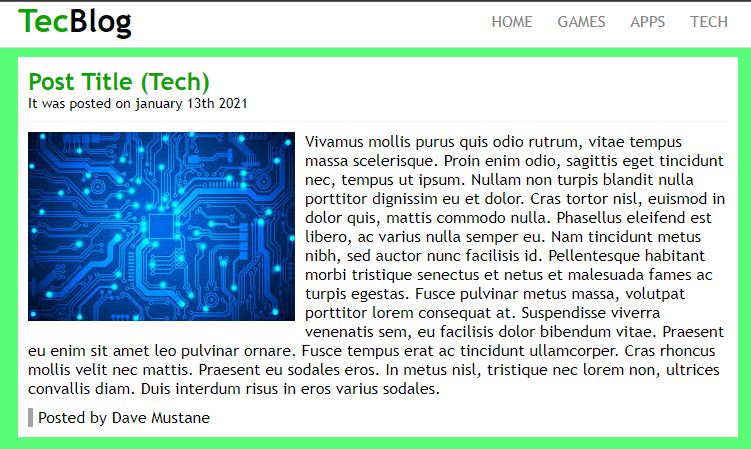 TecBlog
HOME GAMES APPS TECH
Post Title (Tech)
It was posted on january 13th 2021
Vivamus mollis purus quis odio rutrum, vitae tempus
massa scelerisque. Proin enim odio, sagittis eget tincidunt
nec, tempus ut ipsum. Nullam non turpis blandit nulla
porttitor dignissim eu et dolor. Cras tortor nisl, euismod in
dolor quis, mattis commodo nulla. Phasellus eleifend est
libero, ac varius nulla semper eu. Nam tincidunt metus
nibh, sed auctor nunc facilisis id. Pellentesque habitant
morbi tristique senectus et netus et malesuada fames ac
turpis egestas. Fusce pulvinar metus massa, volutpat
porttitor lorem consequat at. Suspendisse viverra
venenatis sem, eu facilisis dolor bibendum vitae. Praesent
eu enim sit amet leo pulvinar ornare. Fusce tempus erat ac tincidunt ullamcorper. Cras rhoncus
mollis velit nec mattis. Praesent eu sodales eros. In metus nisl, tristique nec lorem non, ultrices
convallis diam. Duis interdum risus in eros varius sodales.
Posted by Dave Mustane